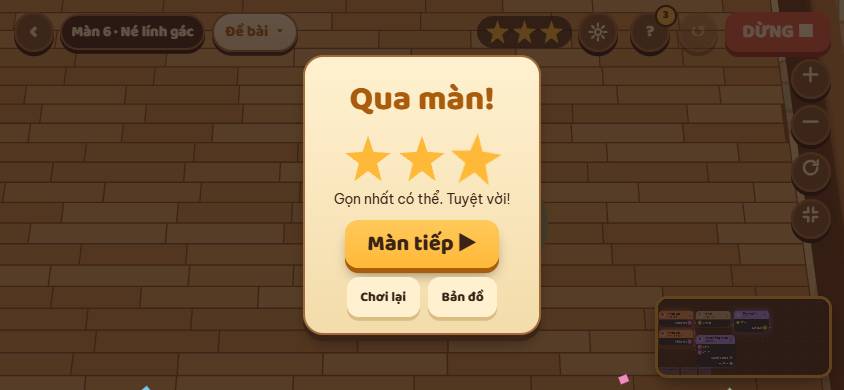 Màn 6 • Né lính gác
Đề bài
3
?
DỪNG
Qua màn!
Gọn nhất có thể. Tuyệt vời!
Màn tiếp
Chơi lại
Bản đồ